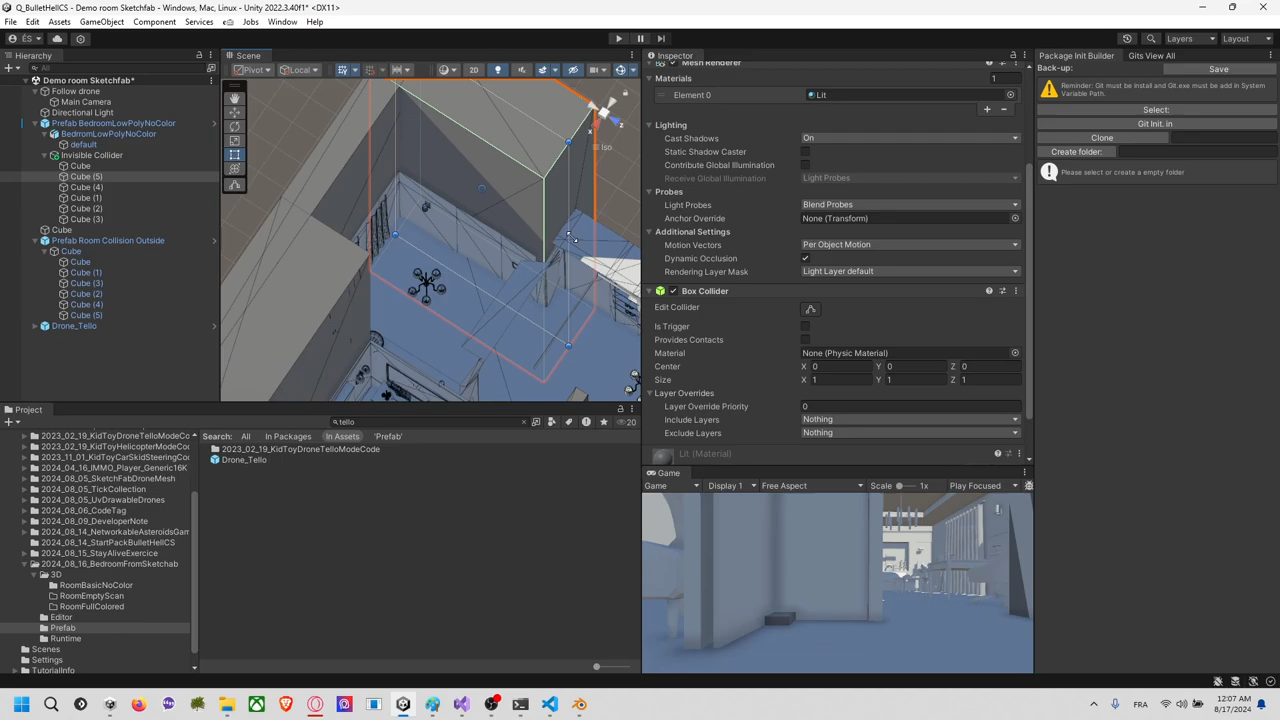 Q_BulletHellCS - Demo room Sketchfab - Windows, Mac, Linux - Unity 2022.3.40f1* <DX11>
File Edit Assets GameObject Component Services Jobs Window Help
ÉS Layers Layout
Hierarchy
All
Demo room Sketchfab*
Follow drone
Main Camera
Directional Light
Prefab BedroomLowPolyNoColor
BedrromLowPolyNoColor
default
Invisible Collider
Cube
Cube (5)
Cube (4)
Cube (1)
Cube (2)
Cube (3)
Cube
Prefab Room Collision Outside
Cube
Cube
Cube (1)
Cube (3)
Cube (2)
Cube (4)
Cube (5)
Drone_Tello
Scene
Pivot Local 2D
x z
Iso
Inspector
Mesh Renderer
Materials 1
Element 0 Lit
Lighting
Cast Shadows On
Static Shadow Caster
Contribute Global Illumination
Receive Global Illumination Light Probes
Probes
Light Probes Blend Probes
Anchor Override None (Transform)
Additional Settings
Motion Vectors Per Object Motion
Dynamic Occlusion
Rendering Layer Mask Light Layer default
Box Collider
Edit Collider
Is Trigger
Provides Contacts
Material None (Physic Material)
Center X 0 Y 0 Z 0
Size X 1 Y 1 Z 1
Layer Overrides
Layer Override Priority 0
Include Layers Nothing
Exclude Layers Nothing
Lit (Material)
Package Init Builder Gits View All
Back-up: Save
Reminder: Git must be install and Git.exe must be add in System Variable Path.
Select:
Git Init. in
Clone
Create folder:
Please select or create a empty folder
Project
tello
20
2023_02_19_KidToyDroneTelloModeCo
2023_02_19_KidToyHelicopterModeCo
2023_11_01_KidToyCarSkidSteeringCo
2024_04_16_IMMO_Player_Generic16K
2024_08_05_SketchFabDroneMesh
2024_08_05_TickCollection
2024_08_05_UvDrawableDrones
2024_08_06_CodeTag
2024_08_09_DeveloperNote
2024_08_14_NetworkableAsteroidsGam
2024_08_14_StartPackBulletHellCS
2024_08_15_StayAliveExercice
2024_08_16_BedroomFromSketchab
3D
RoomBasicNoColor
RoomEmptyScan
RoomFullColored
Editor
Prefab
Runtime
Scenes
Settings
TutorialInfo
Search: All In Packages In Assets 'Prefab'
2023_02_19_KidToyDroneTelloModeCode
Drone_Tello
Game
Game Display 1 Free Aspect Scale 1x Play Focused
FRA
12:07 AM
8/17/2024